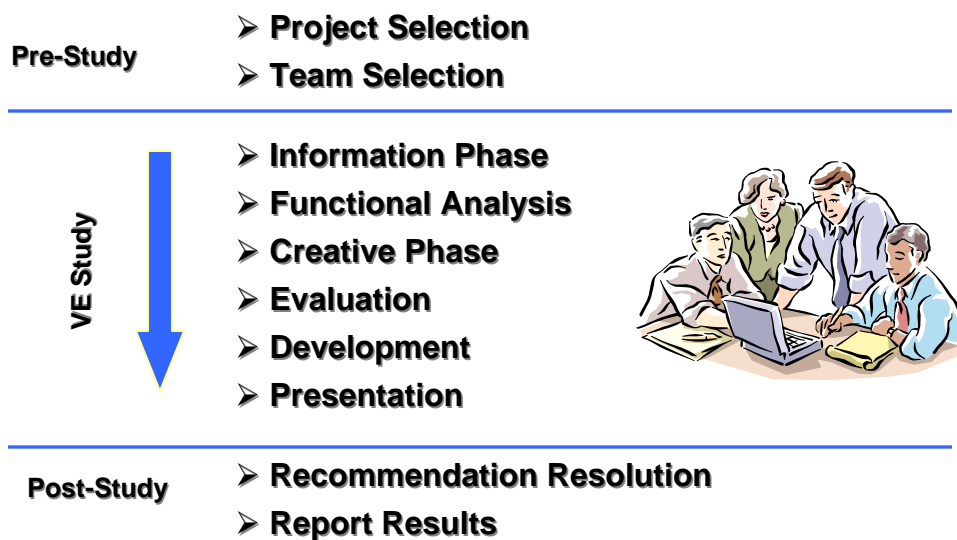 Pre-Study
➢ Project Selection
➢ Team Selection
VE Study
➢ Information Phase
➢ Functional Analysis
➢ Creative Phase
➢ Evaluation
➢ Development
➢ Presentation
Post-Study
➢ Recommendation Resolution
➢ Report Results